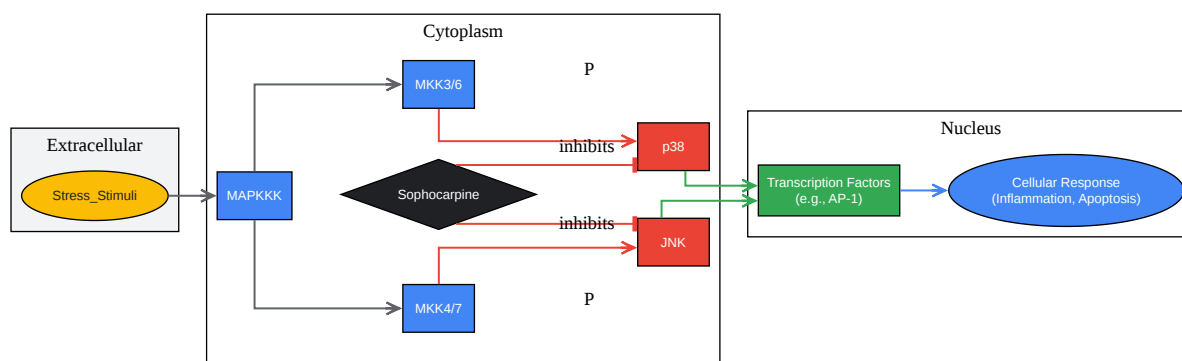 Cytoplasm
MKK3/6
P
Extracellular
Stress_Stimuli
MAPKKK
inhibits
p38
Sophocarpine
inhibits
JNK
MKK4/7
P
Nucleus
Transcription Factors
(e.g., AP-1)
Cellular Response
(Inflammation, Apoptosis)